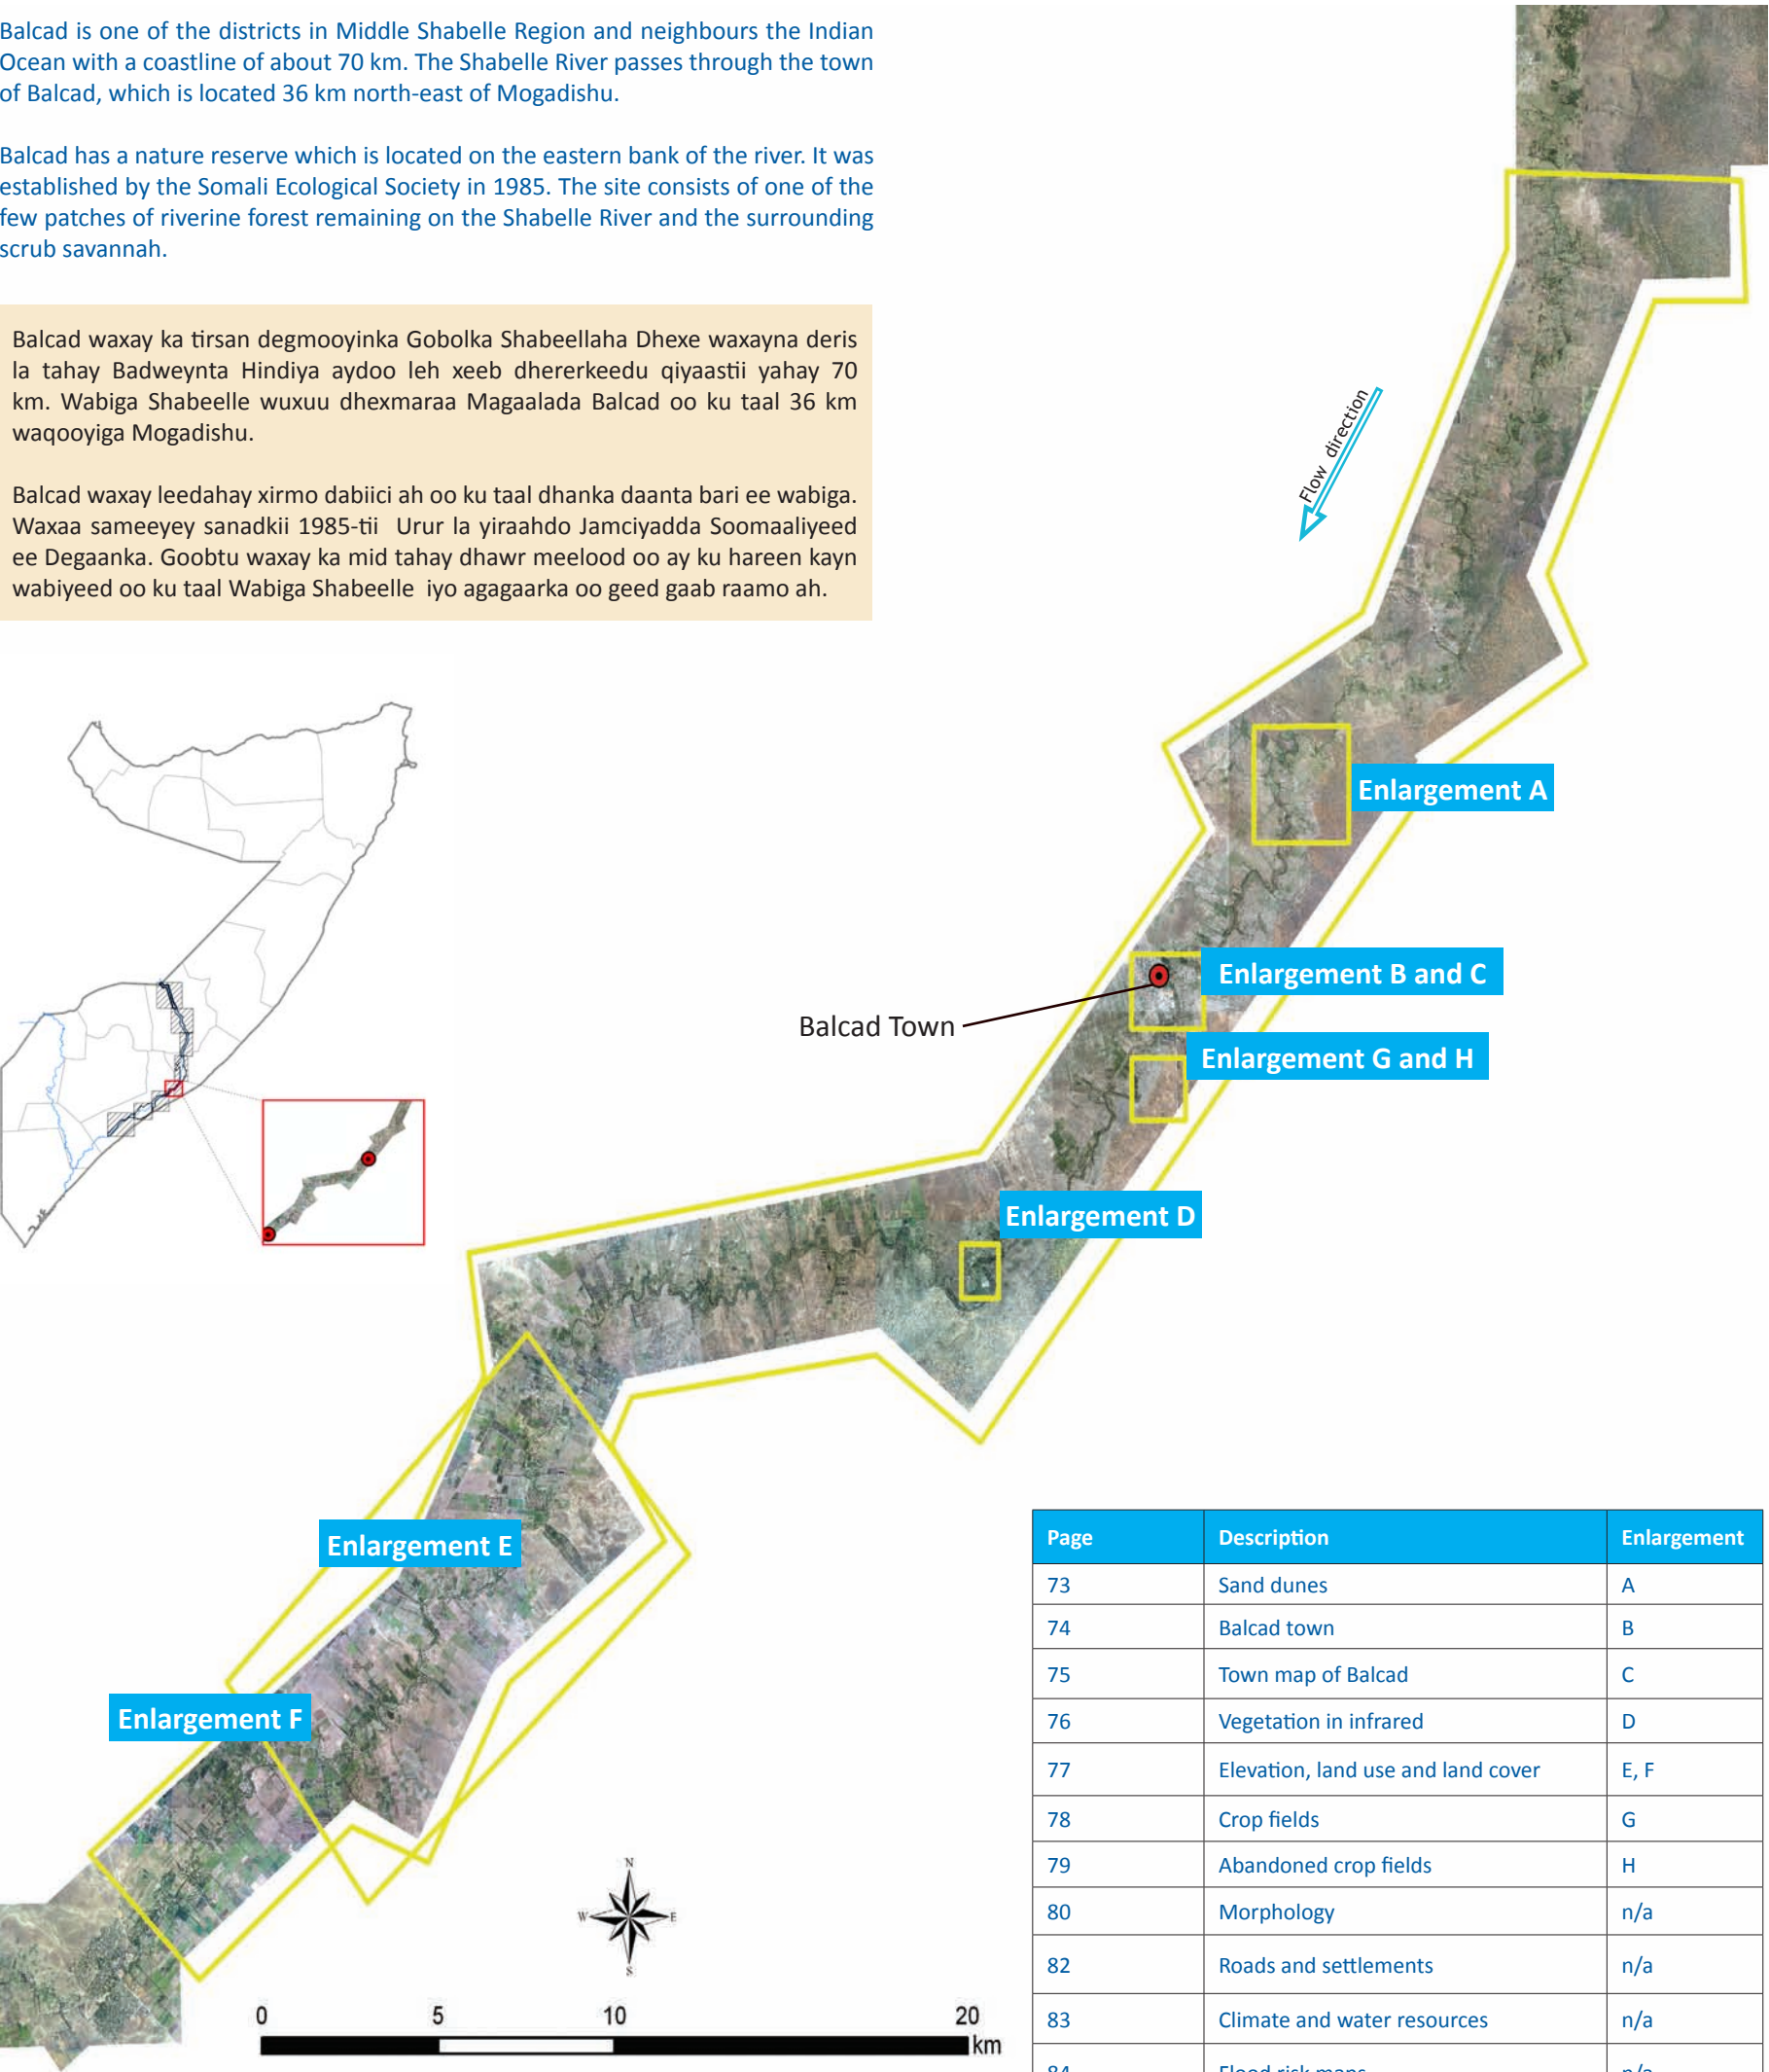 Balcad is one of the districts in Middle Shabelle Region and neighbours the Indian
Ocean with a coastline of about 70 km. The Shabelle River passes through the town
of Balcad, which is located 36 km north-east of Mogadishu.
Balcad has a nature reserve which is located on the eastern bank of the river. It was
established by the Somali Ecological Society in 1985. The site consists of one of the
few patches of riverine forest remaining on the Shabelle River and the surrounding
scrub savannah.
Balcad waxay ka tirsan degmooyinka Gobolka Shabeellaha Dhexe waxayna deris
la tahay Badweynta Hindiya aydoo leh xeeb dhererkeedu qiyaastii yahay 70
km. Wabiga Shabeelle wuxuu dhexmaraa Magaalada Balcad oo ku taal 36 km
waqooyiga Mogadishu.
Balcad waxay leedahay xirmo dabiici ah oo ku taal dhanka daanta bari ee wabiga.
Waxaa sameeyey sanadkii 1985-tii Urur la yiraahdo Jamciyadda Soomaaliyeed
ee Degaanka. Goobtu waxay ka mid tahay dhawr meelood oo ay ku hareen kayn
wabiyeed oo ku taal Wabiga Shabeelle iyo agagaarka oo geed gaab raamo ah.
Flow direction
Enlargement A
Enlargement B and C
Balcad Town
Enlargement G and H
Enlargement D
Enlargement E
Enlargement F
N
W E
S
0 5 10 20
km
Page Description Enlargement
73 Sand dunes A
74 Balcad town B
75 Town map of Balcad C
76 Vegetation in infrared D
77 Elevation, land use and land cover E, F
78 Crop fields G
79 Abandoned crop fields H
80 Morphology n/a
82 Roads and settlements n/a
83 Climate and water resources n/a
84 Flood risk maps n/a